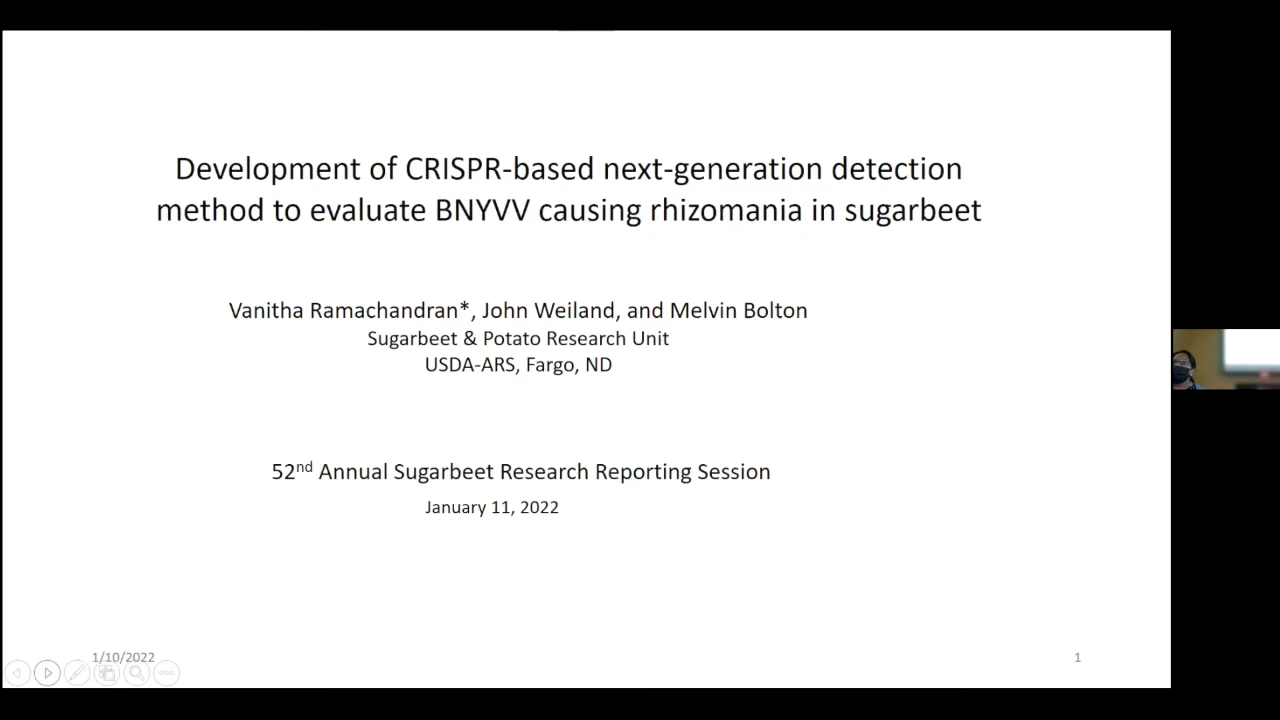 Development of CRISPR-based next-generation detection
method to evaluate BNYVV causing rhizomania in sugarbeet
Vanitha Ramachandran*, John Weiland, and Melvin Bolton
Sugarbeet & Potato Research Unit
USDA-ARS, Fargo, ND
52nd Annual Sugarbeet Research Reporting Session
January 11, 2022
1/10/2022
1